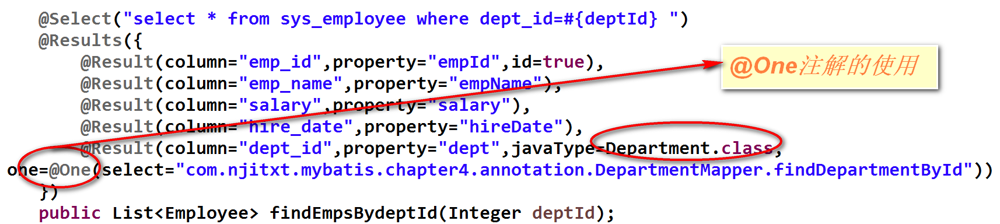 @Select("select * from sys_employee where dept_id=#{deptId} ")
@Results({
@Result(column="emp_id",property="empId",id=true),
@One注解的使用
@Result(column="emp_name",property="empName"),
@Result(column="salary",property="salary"),
@Result(column="hire_date",property="hireDate"),
@Result(column="dept_id",property="dept",javaType=Department.class,
one=@One(select="com.njitxt.mybatis.chapter4.annotation.DepartmentMapper.findDepartmentById"))
})
public List<Employee> findEmpsBydeptId(Integer deptId);